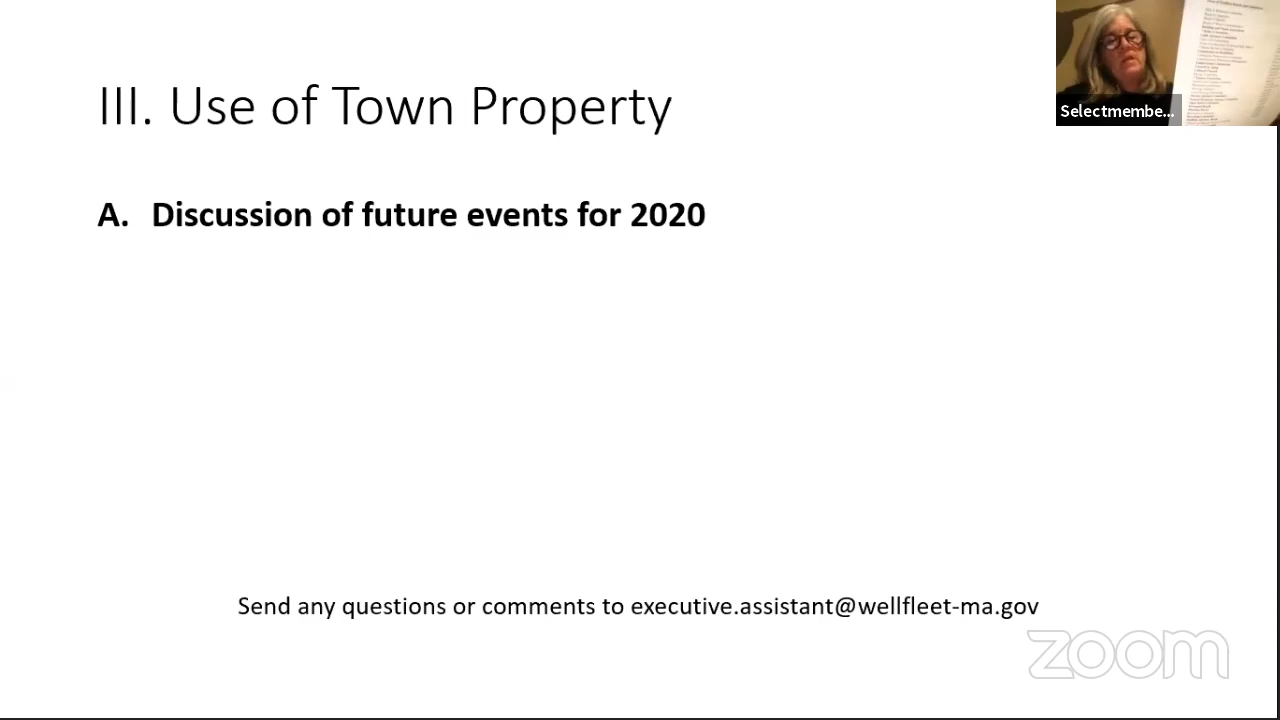 III. Use of Town Property
Selectmembe...
A. Discussion of future events for 2020
Send any questions or comments to executive.assistant@wellfleet-ma.gov
zoom